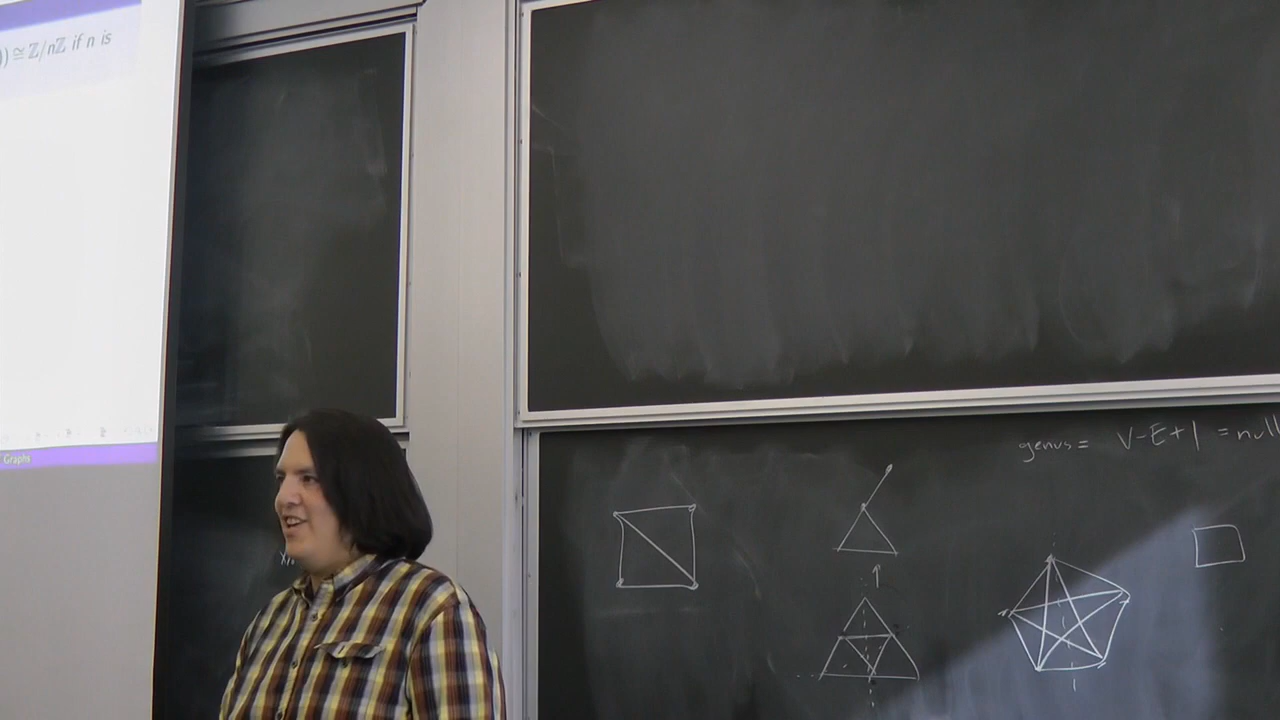 )) ≅ ℤ/nℤ if n is
Graphs
genus = V-E+1 = null